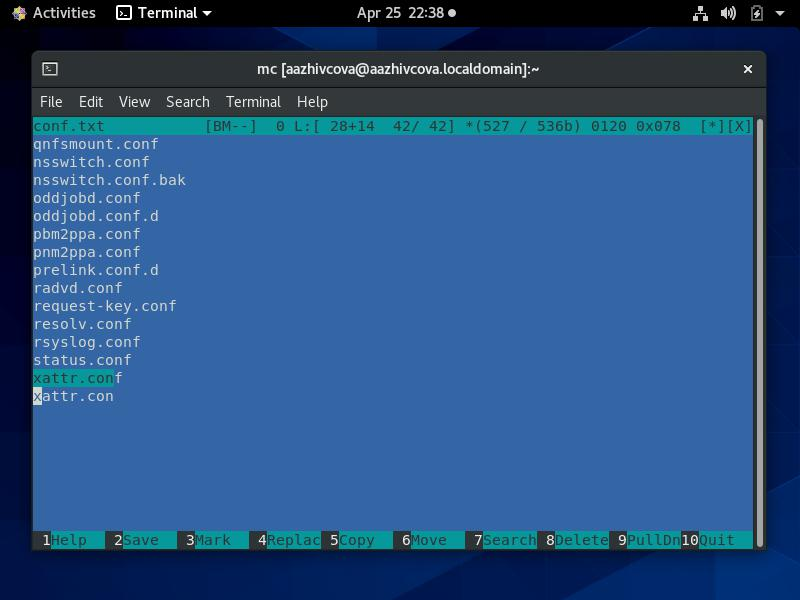 Activities Terminal Apr 25 22:38
mc [aazhivcova@aazhivcova.localdomain]:~
File Edit View Search Terminal Help
conf.txt [BM--] 0 L:[ 28+14 42/ 42] *(527 / 536b) 0120 0x078 [*][X]
qnfsmount.conf
nsswitch.conf
nsswitch.conf.bak
oddjobd.conf
oddjobd.conf.d
pbm2ppa.conf
pnm2ppa.conf
prelink.conf.d
radvd.conf
request-key.conf
resolv.conf
rsyslog.conf
status.conf
xattr.conf
xattr.con
1Help 2Save 3Mark 4Replac 5Copy 6Move 7Search 8Delete 9PullDn 10Quit